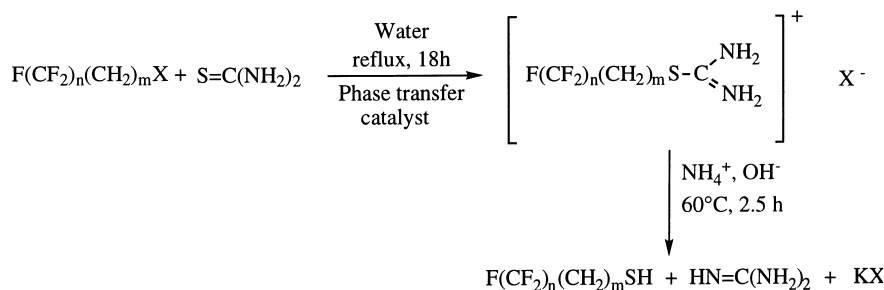 Water
reflux, 18h
F(CF₂)ₙ(CH₂)ₘX + S=C(NH₂)₂
Phase transfer
catalyst
F(CF₂)ₙ(CH₂)ₘ S-C
NH₂
NH₂
+
X -
NH₄⁺, OH⁻
60°C, 2.5 h
F(CF₂)ₙ(CH₂)ₘSH + HN=C(NH₂)₂ + KX